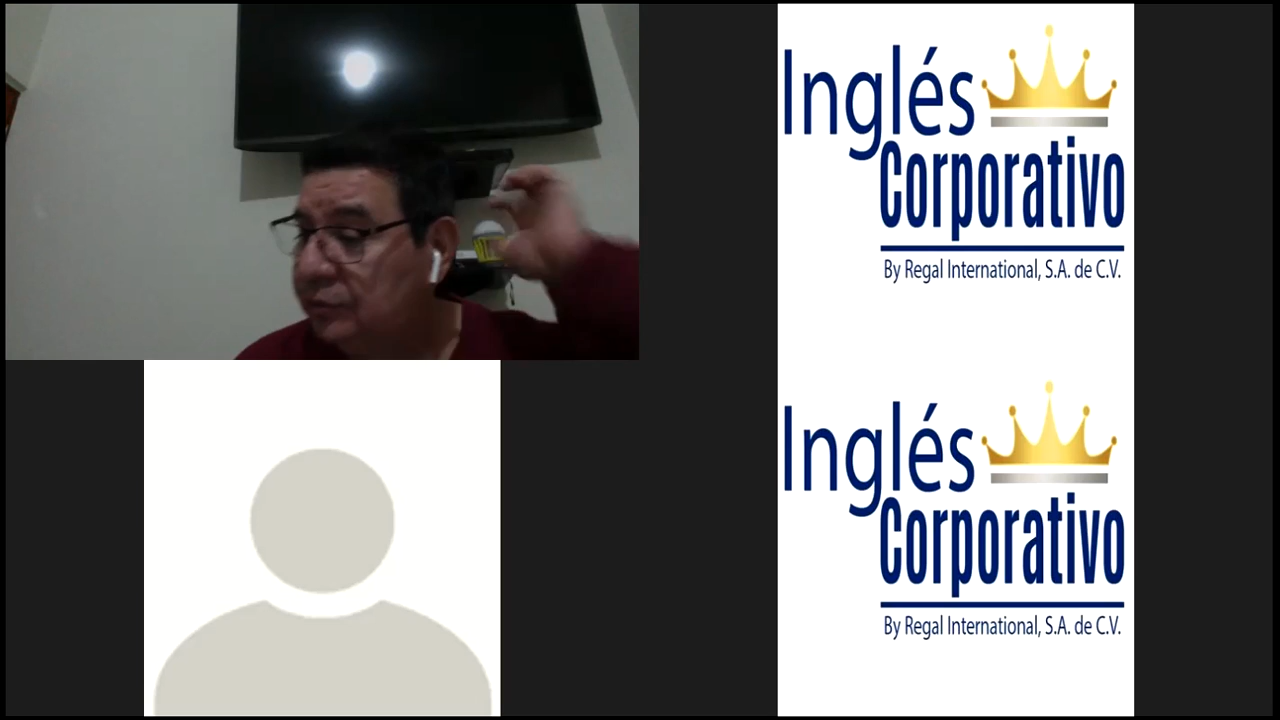 Inglés
Corporativo
By Regal International, S.A. de C.V.
Inglés
Corporativo
By Regal International, S.A. de C.V.